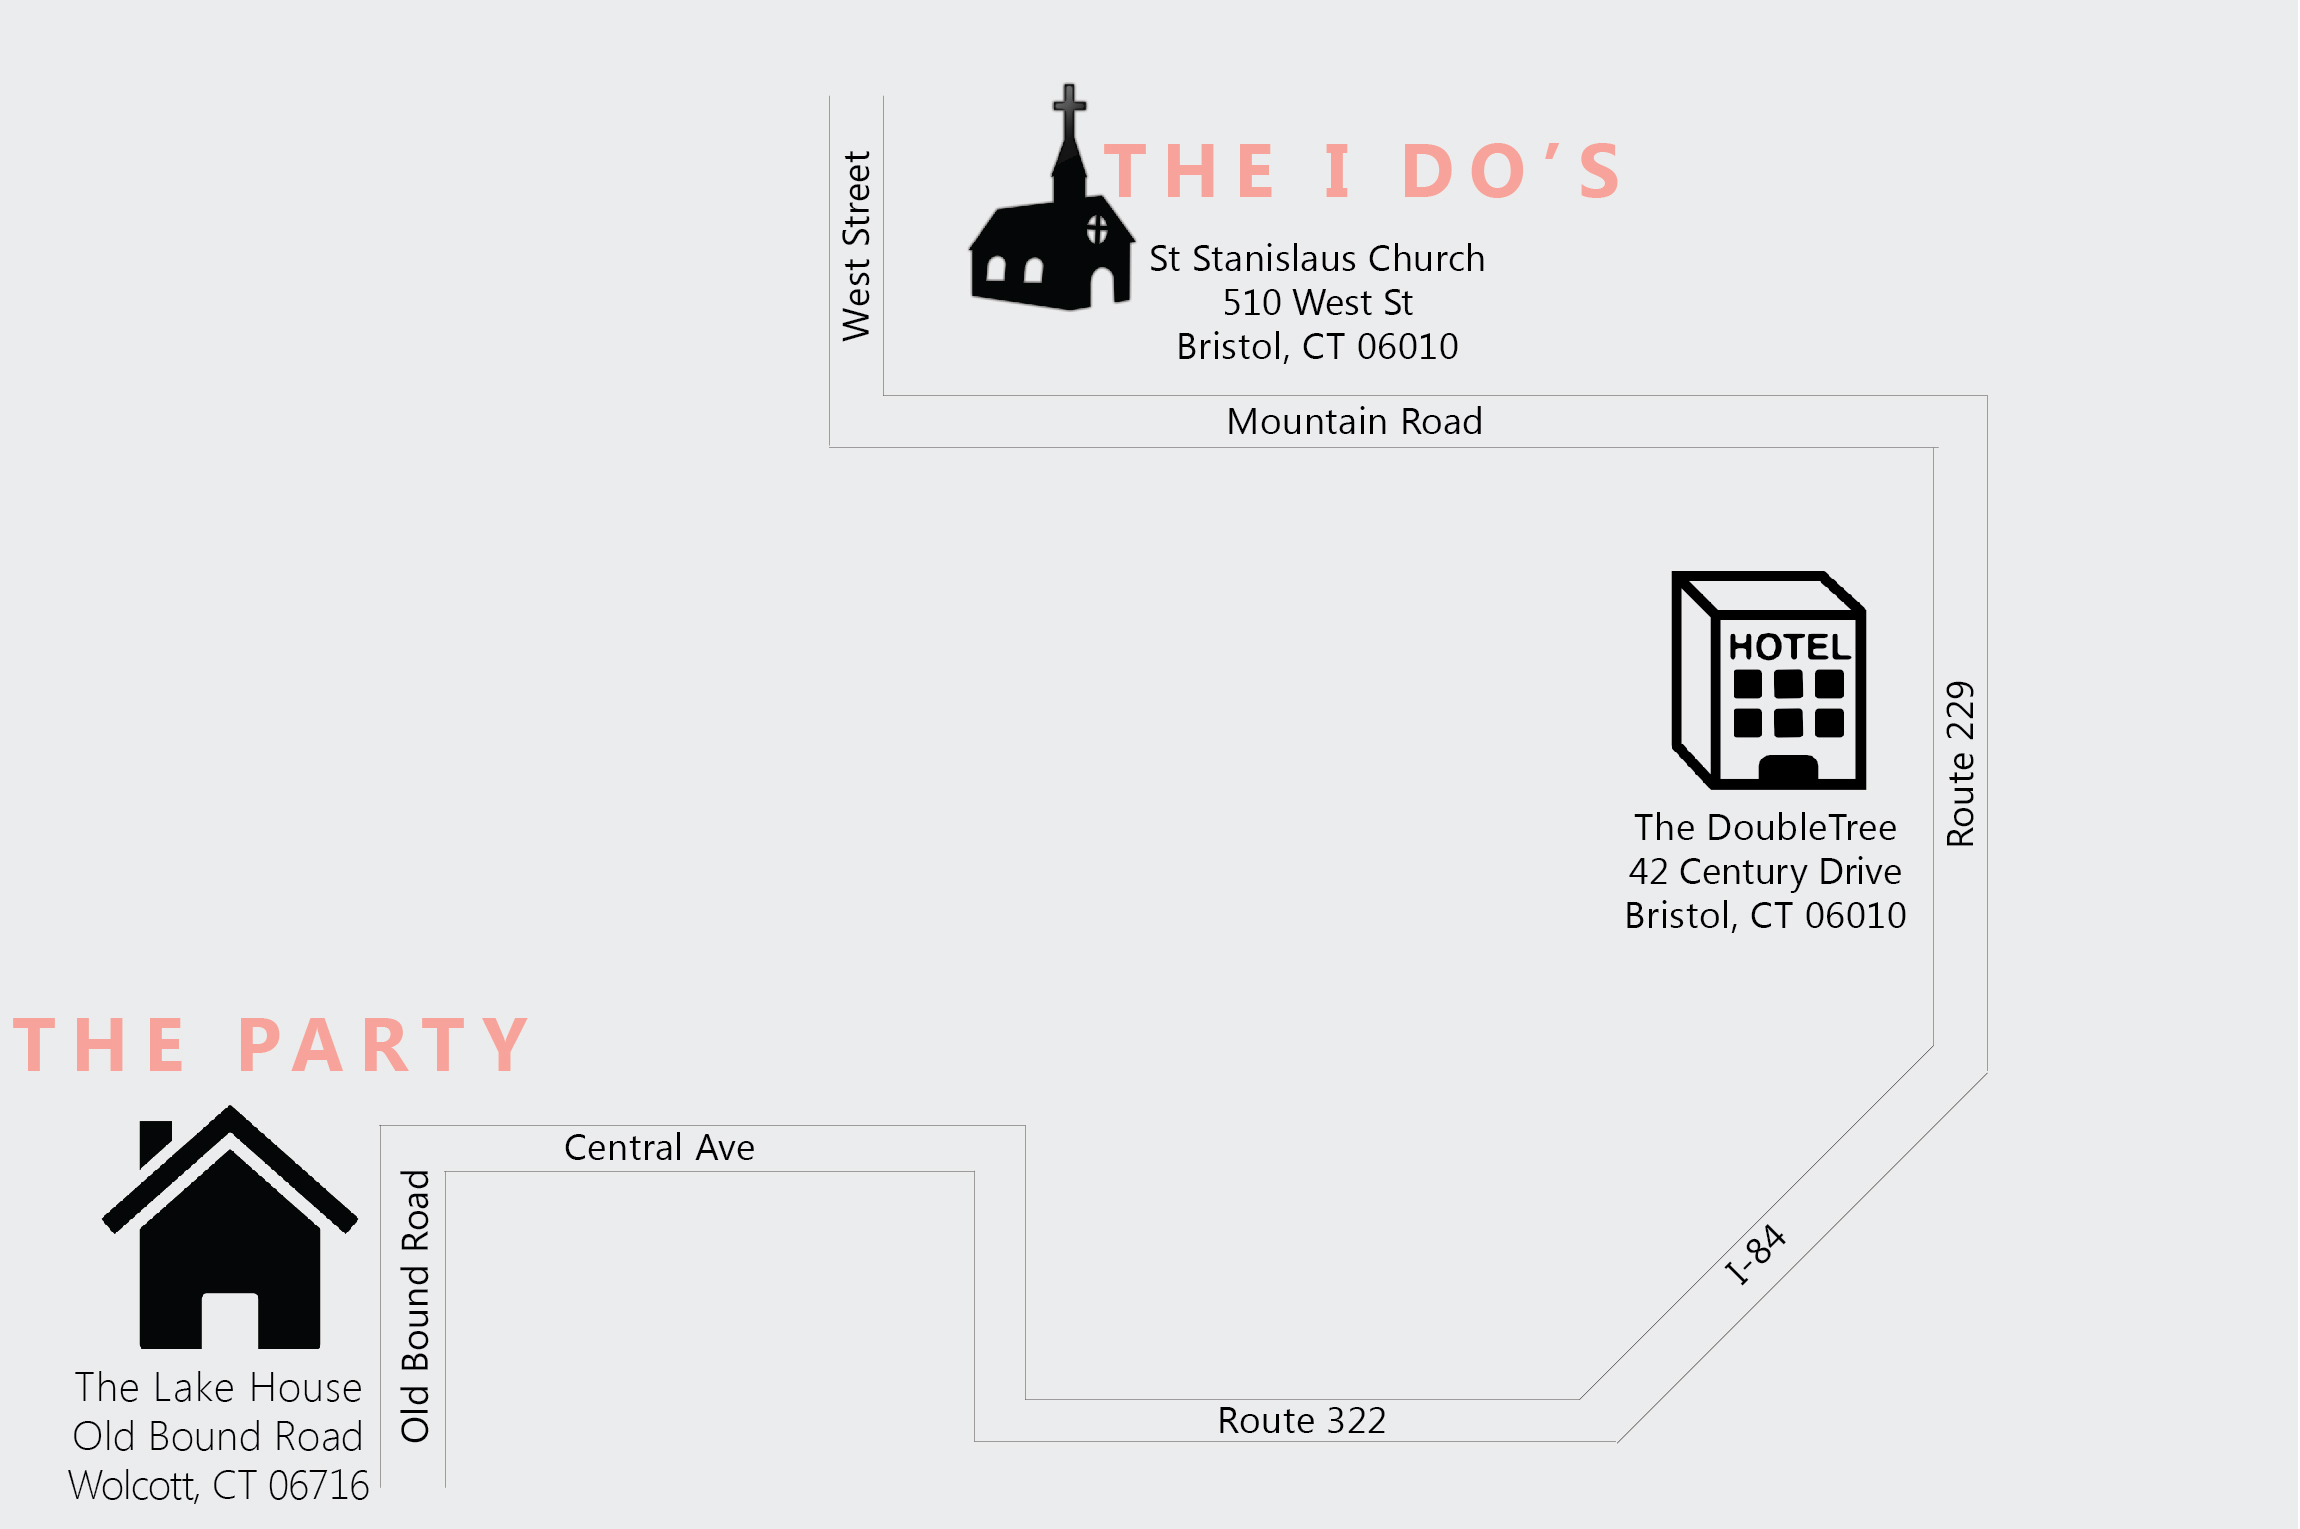 THE I DO’S
West Street
St Stanislaus Church
510 West St
Bristol, CT 06010
Mountain Road
HOTEL
The DoubleTree
42 Century Drive
Bristol, CT 06010
Route 229
THE PARTY
Central Ave
Old Bound Road
The Lake House
Old Bound Road
Wolcott, CT 06716
I-84
Route 322